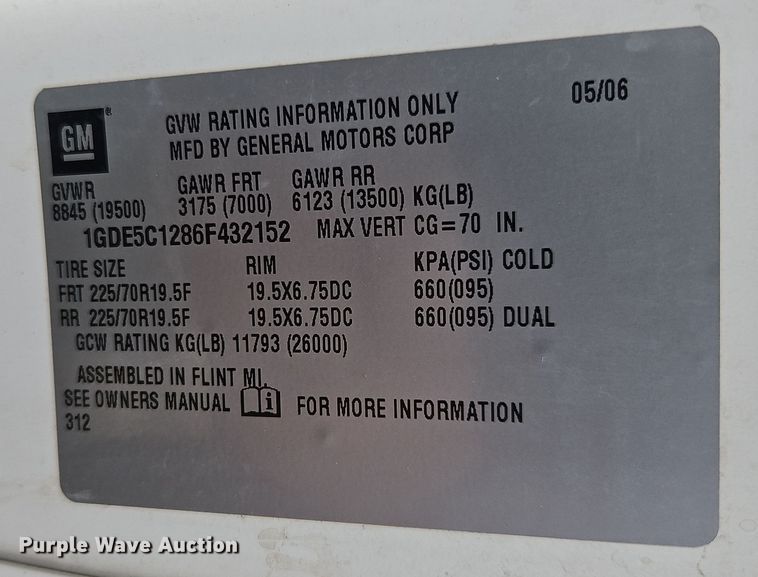 GM®
GVW RATING INFORMATION ONLY 05/06
MFD BY GENERAL MOTORS CORP
GVWR GAWR FRT GAWR RR
8845 (19500) 3175 (7000) 6123 (13500) KG(LB)
1GDE5C1286F432152 MAX VERT CG=70 IN.
TIRE SIZE RIM KPA(PSI) COLD
FRT 225/70R19.5F 19.5X6.75DC 660(095)
RR 225/70R19.5F 19.5X6.75DC 660(095) DUAL
GCW RATING KG(LB) 11793 (26000)
ASSEMBLED IN FLINT MI.
SEE OWNERS MANUAL i FOR MORE INFORMATION
312
Purple Wave Auction